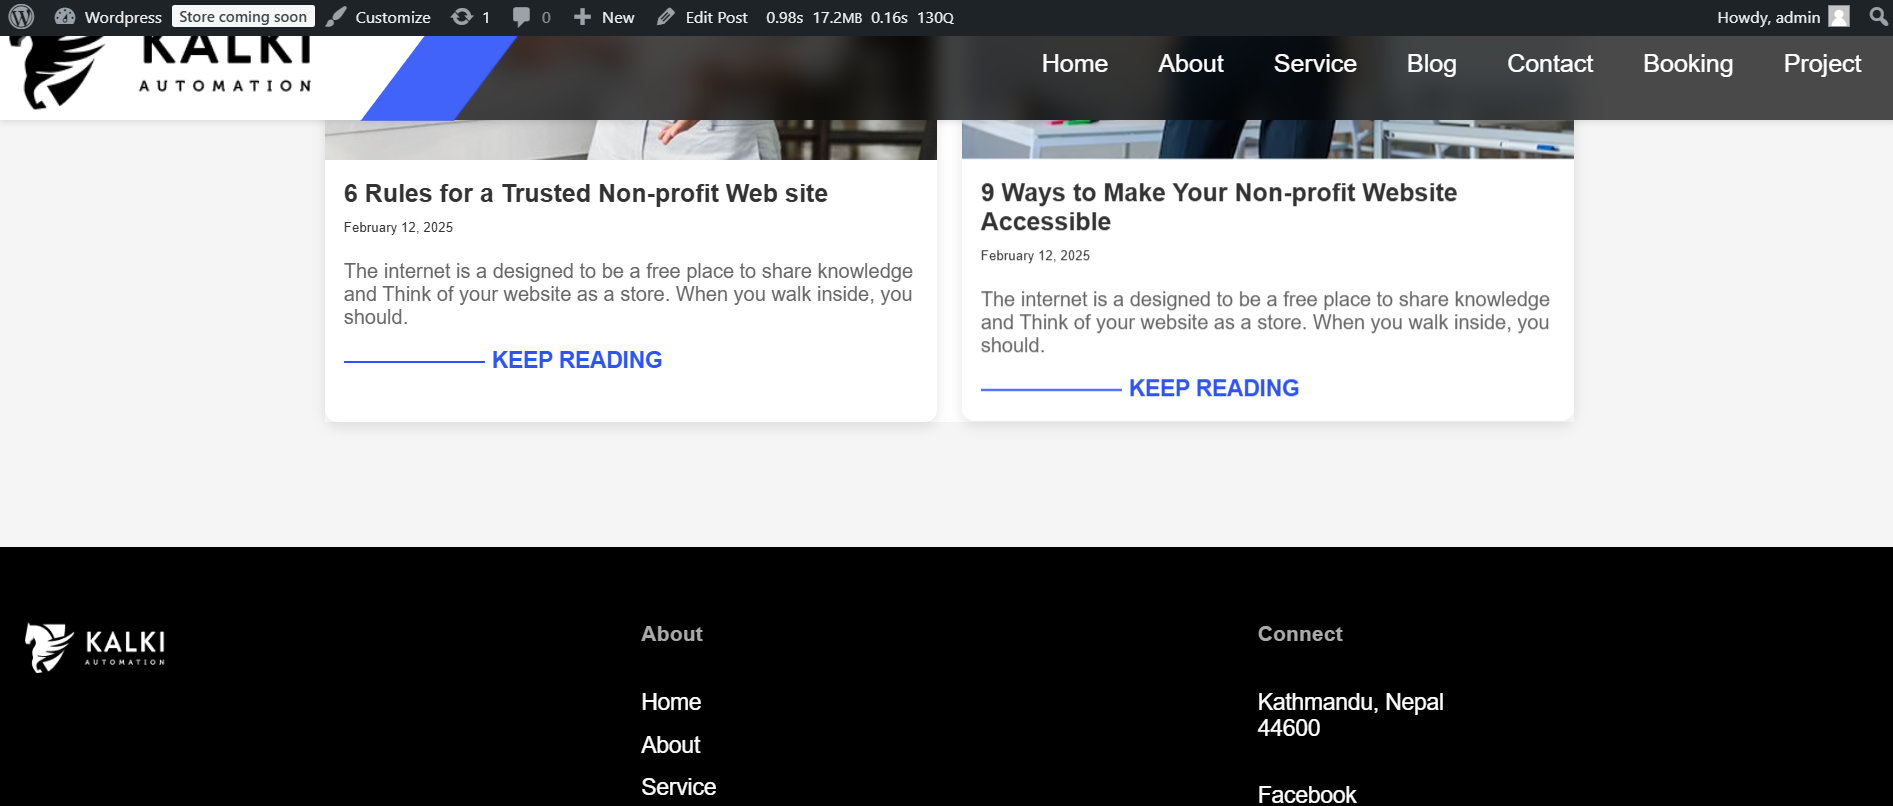 Wordpress Store coming soon Customize 1 0 New Edit Post 0.98s 17.2MB 0.16s 130Q Howdy, admin
KALKI
AUTOMATION
Home About Service Blog Contact Booking Project
6 Rules for a Trusted Non-profit Web site
February 12, 2025
The internet is a designed to be a free place to share knowledge
and Think of your website as a store. When you walk inside, you
should.
KEEP READING
9 Ways to Make Your Non-profit Website
Accessible
February 12, 2025
The internet is a designed to be a free place to share knowledge
and Think of your website as a store. When you walk inside, you
should.
KEEP READING
KALKI
AUTOMATION
About
Home
About
Service
Connect
Kathmandu, Nepal
44600
Facebook